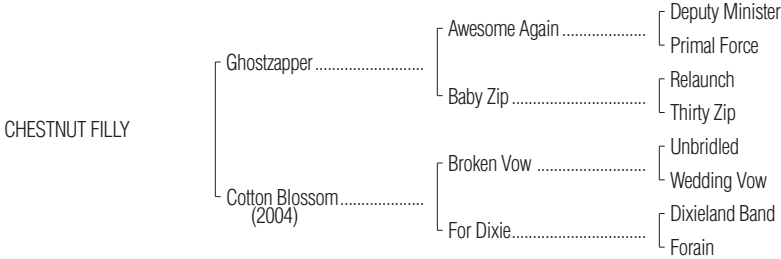 Deputy Minister
Awesome Again ......................
Primal Force
Ghostzapper ..........................
Relaunch
Baby Zip ................................
Thirty Zip
CHESTNUT FILLY
Unbridled
Broken Vow ..........................
Wedding Vow
Cotton Blossom....................
(2004)
Dixieland Band
For Dixie................................
Forain